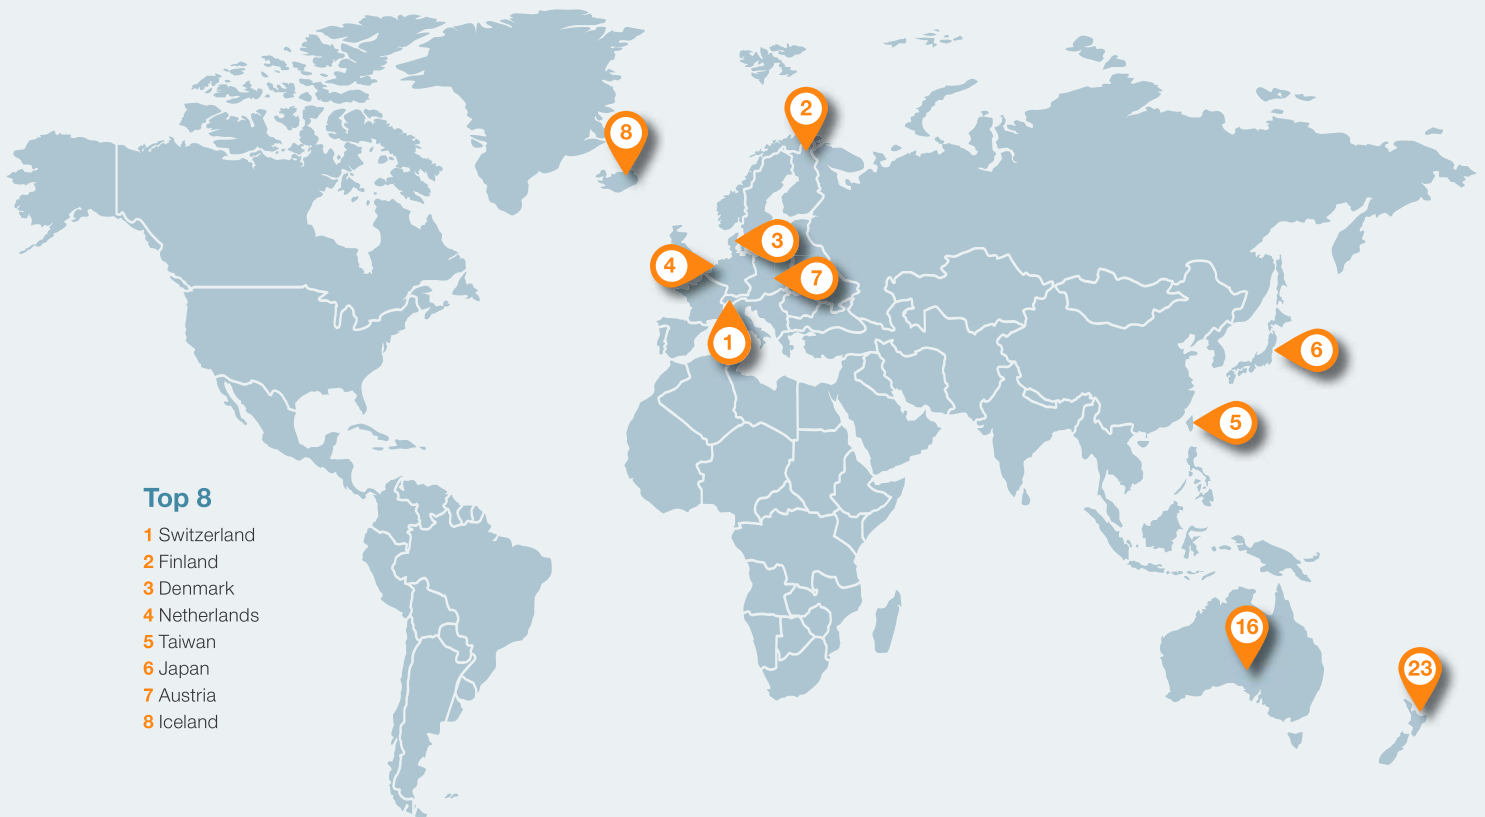 2
8
3
4
7
1
6
5
Top 8
1 Switzerland
2 Finland
3 Denmark
4 Netherlands
5 Taiwan
6 Japan
7 Austria
8 Iceland
16
23